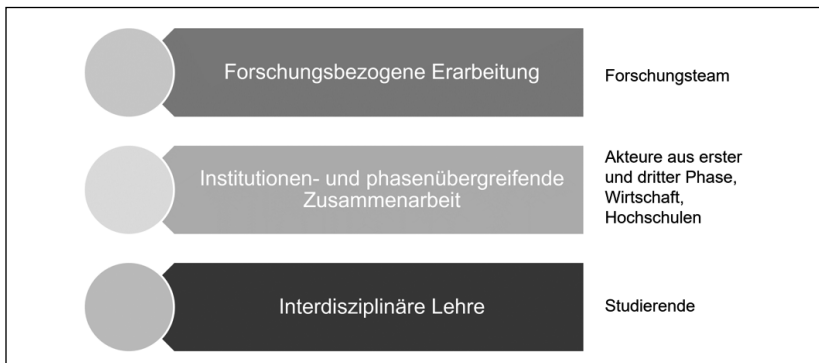 Forschungsbezogene Erarbeitung
Forschungsteam
Institutionen- und phasenübergreifende
Zusammenarbeit
Akteure aus erster
und dritter Phase,
Wirtschaft,
Hochschulen
Interdisziplinäre Lehre
Studierende